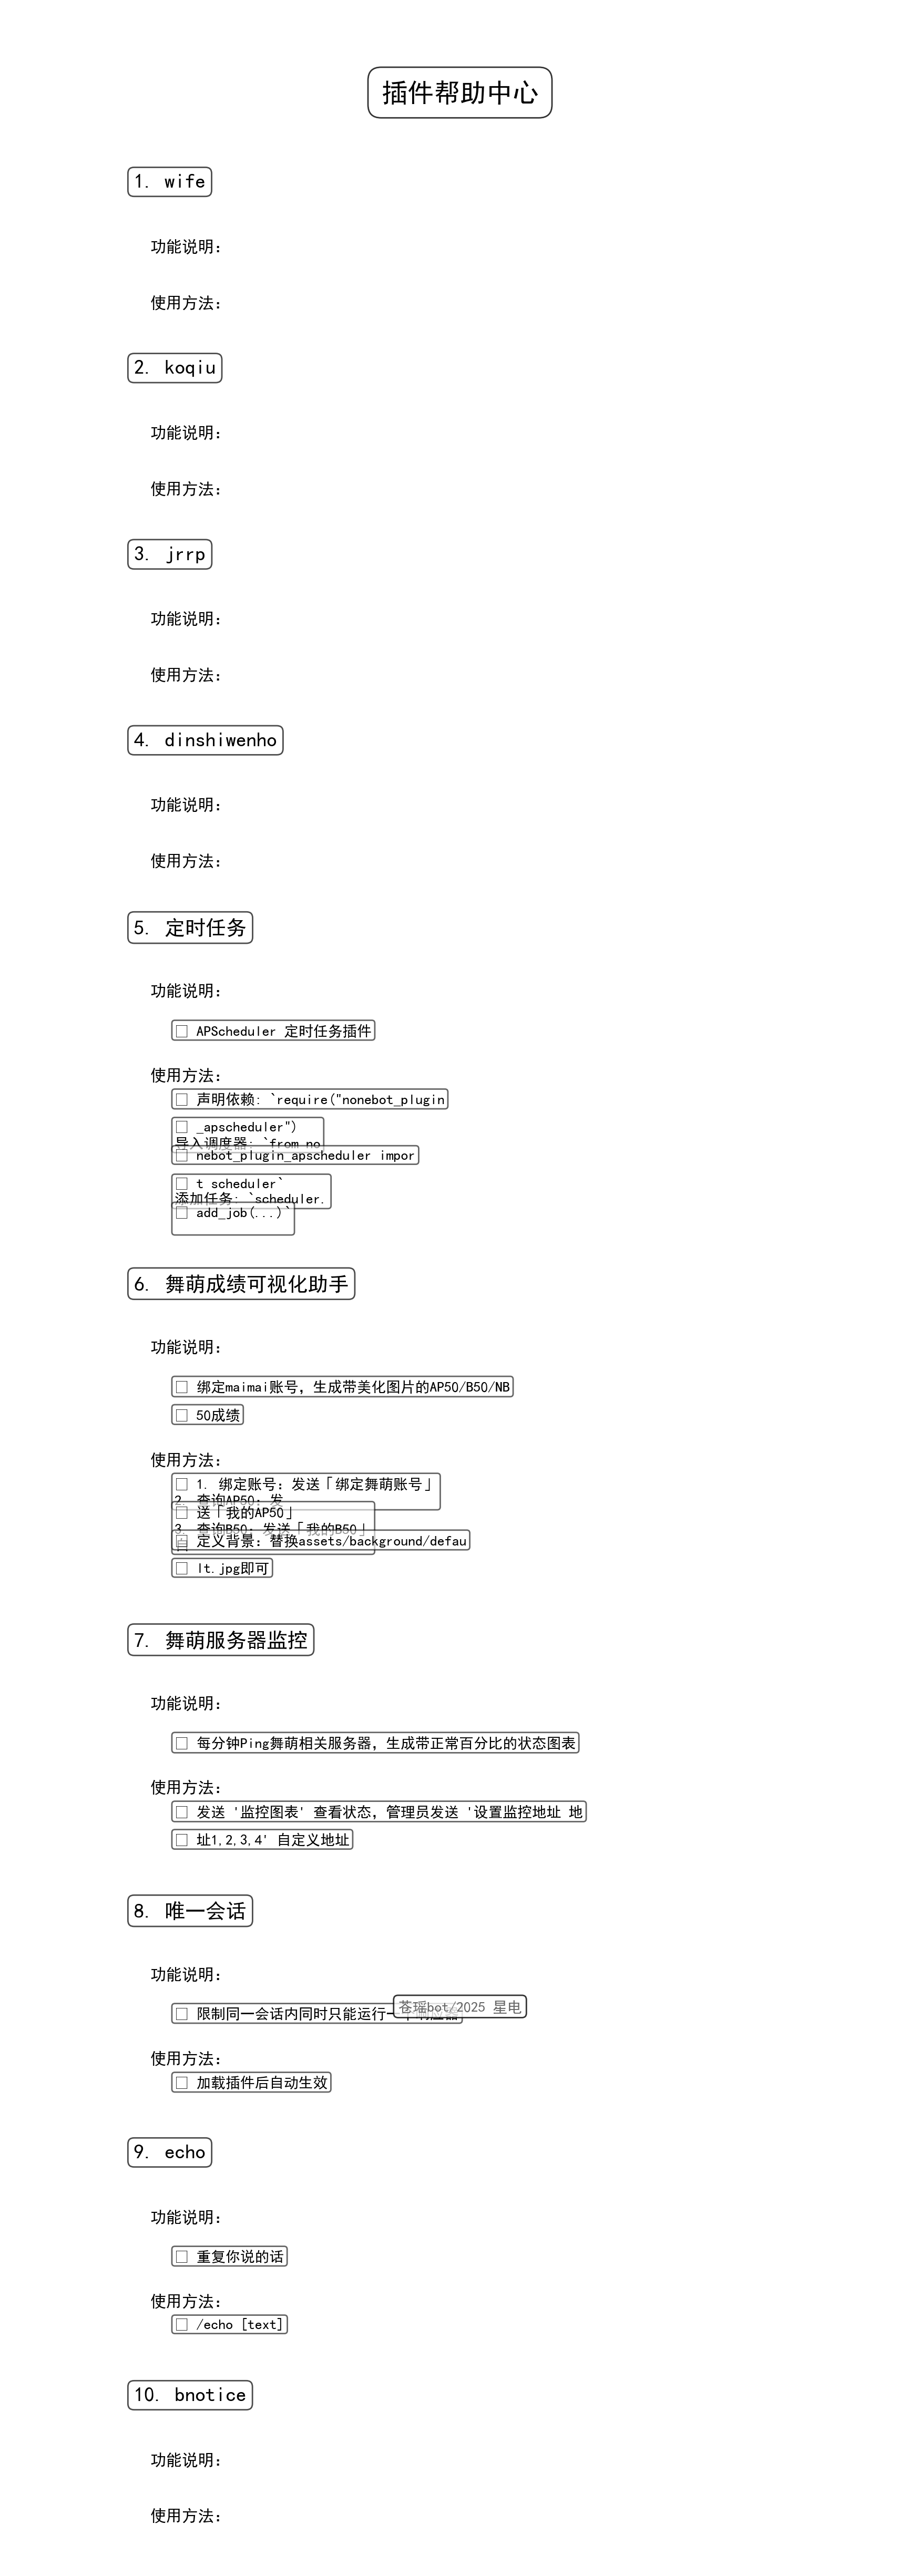 插件帮助中心
1. wife
功能说明：
使用方法：
2. koqiu
功能说明：
使用方法：
3. jrrp
功能说明：
使用方法：
4. dinshiwenho
功能说明：
使用方法：
5. 定时任务
功能说明：
□ APScheduler 定时任务插件
使用方法：
□ 声明依赖: `require("nonebot_plugin
□ _apscheduler")
导入调度器: `from no
□ nebot_plugin_apscheduler impor
□ t scheduler`
添加任务: `scheduler.
□ add_job(...)`
6. 舞萌成绩可视化助手
功能说明：
□ 绑定maimai账号，生成带美化图片的AP50/B50/NB
□ 50成绩
使用方法：
□ 1. 绑定账号：发送「绑定舞萌账号」
2. 查询AP50：发
□ 送「我的AP50」
3. 查询B50：发送「我的B50」
自
□ 定义背景：替换assets/background/defau
□ lt.jpg即可
7. 舞萌服务器监控
功能说明：
□ 每分钟Ping舞萌相关服务器，生成带正常百分比的状态图表
使用方法：
□ 发送 '监控图表' 查看状态，管理员发送 '设置监控地址 地
□ 址1,2,3,4' 自定义地址
8. 唯一会话
功能说明：
苍瑶bot/2025 星电
□ 限制同一会话内同时只能运行一个响应器
使用方法：
□ 加载插件后自动生效
9. echo
功能说明：
□ 重复你说的话
使用方法：
□ /echo [text]
10. bnotice
功能说明：
使用方法：